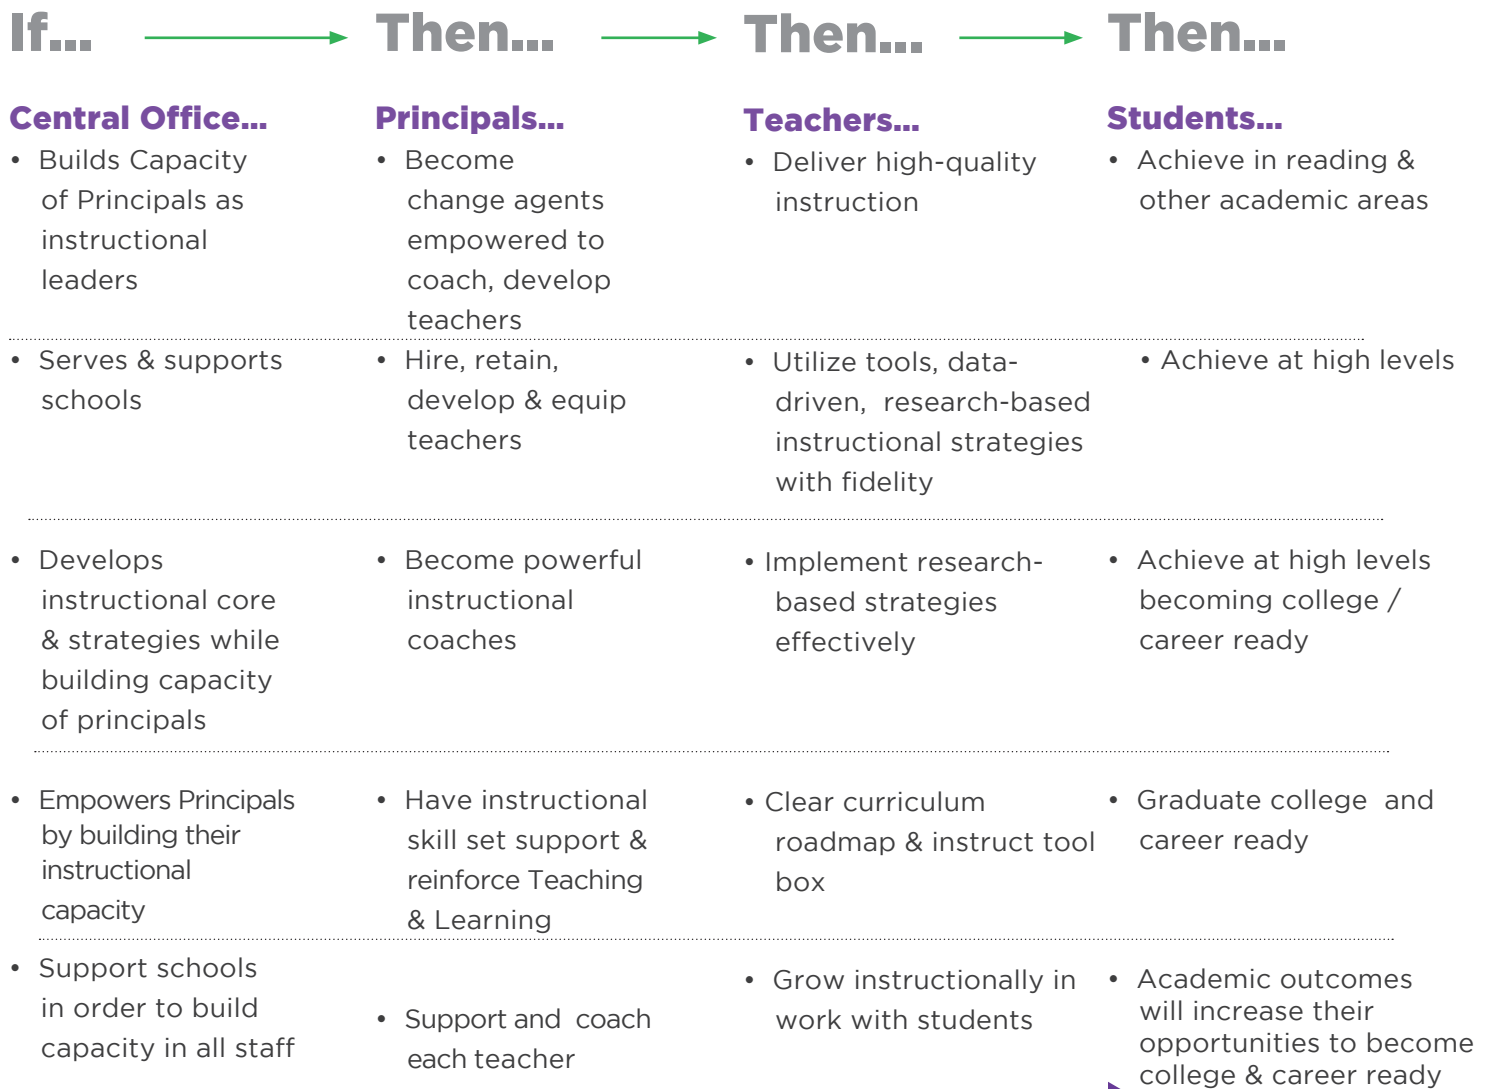 If... Then... Then... Then...
Central Office...
• Builds Capacity
of Principals as
instructional
leaders
Principals...
• Become
change agents
empowered to
coach, develop
teachers
Teachers...
• Deliver high-quality
instruction
Students...
• Achieve in reading &
other academic areas
• Serves & supports
schools
• Hire, retain,
develop & equip
teachers
• Utilize tools, data-
driven,  research-based
instructional strategies
with fidelity
• Achieve at high levels
• Develops
instructional core
& strategies while
building capacity
of principals
• Become powerful
instructional
coaches
• Implement research-
based strategies
effectively
• Achieve at high levels
becoming college /
career ready
• Empowers Principals
by building their
instructional
capacity
• Have instructional
skill set support &
reinforce Teaching
& Learning
• Clear curriculum
roadmap & instruct tool
box
• Graduate college  and
career ready
• Support schools
in order to build
capacity in all staff
• Support and  coach
each teacher
• Grow instructionally in
work with students
• Academic outcomes
will increase their
opportunities to become
college & career ready